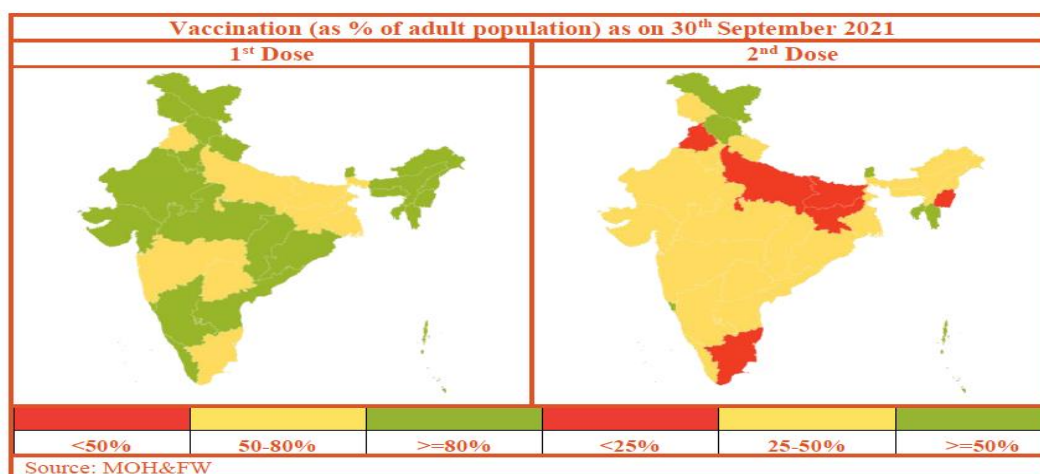 Vaccination (as % of adult population) as on 30th September 2021
1st Dose 2nd Dose
<50% 50-80% >=80% <25% 25-50% >=50%
Source: MOH&FW